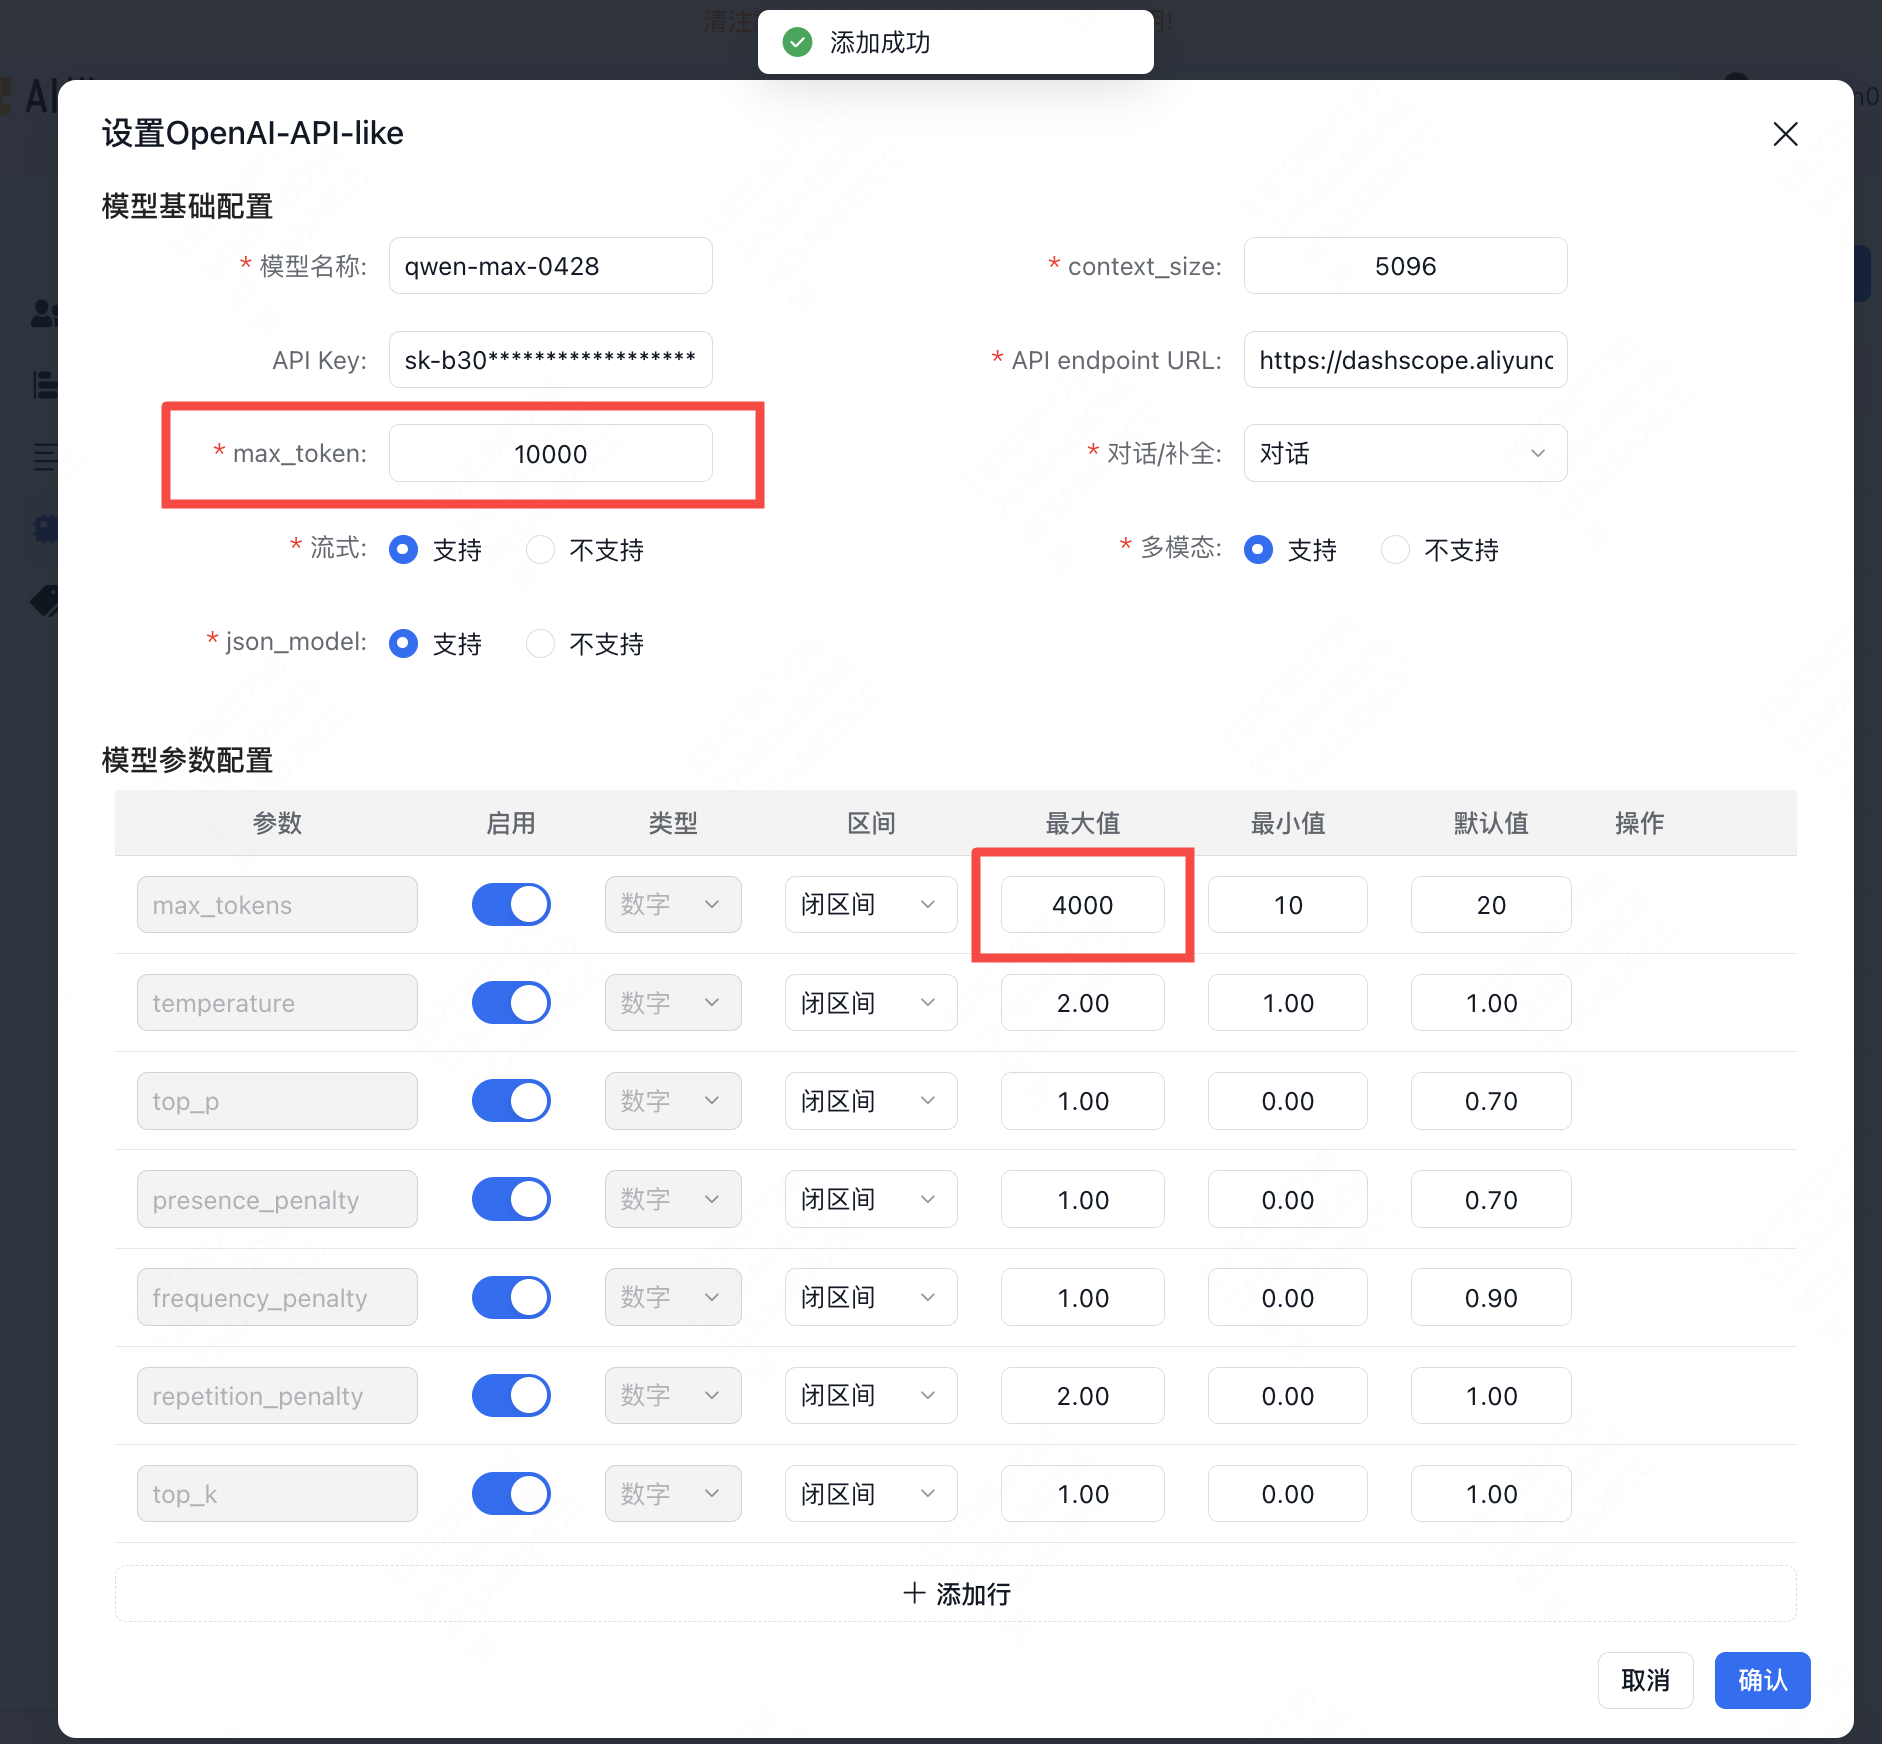 添加成功
设置OpenAI-API-like
模型基础配置
* 模型名称: qwen-max-0428 * context_size: 5096
API Key: sk-b30****************** * API endpoint URL: https://dashscope.aliyunc
* max_token: 10000 * 对话/补全: 对话
* 流式: 支持 不支持 * 多模态: 支持 不支持
* json_model: 支持 不支持
模型参数配置
参数 启用 类型 区间 最大值 最小值 默认值 操作
max_tokens 数字 闭区间 4000 10 20
temperature 数字 闭区间 2.00 1.00 1.00
top_p 数字 闭区间 1.00 0.00 0.70
presence_penalty 数字 闭区间 1.00 0.00 0.70
frequency_penalty 数字 闭区间 1.00 0.00 0.90
repetition_penalty 数字 闭区间 2.00 0.00 1.00
top_k 数字 闭区间 1.00 0.00 1.00
+ 添加行
取消 确认